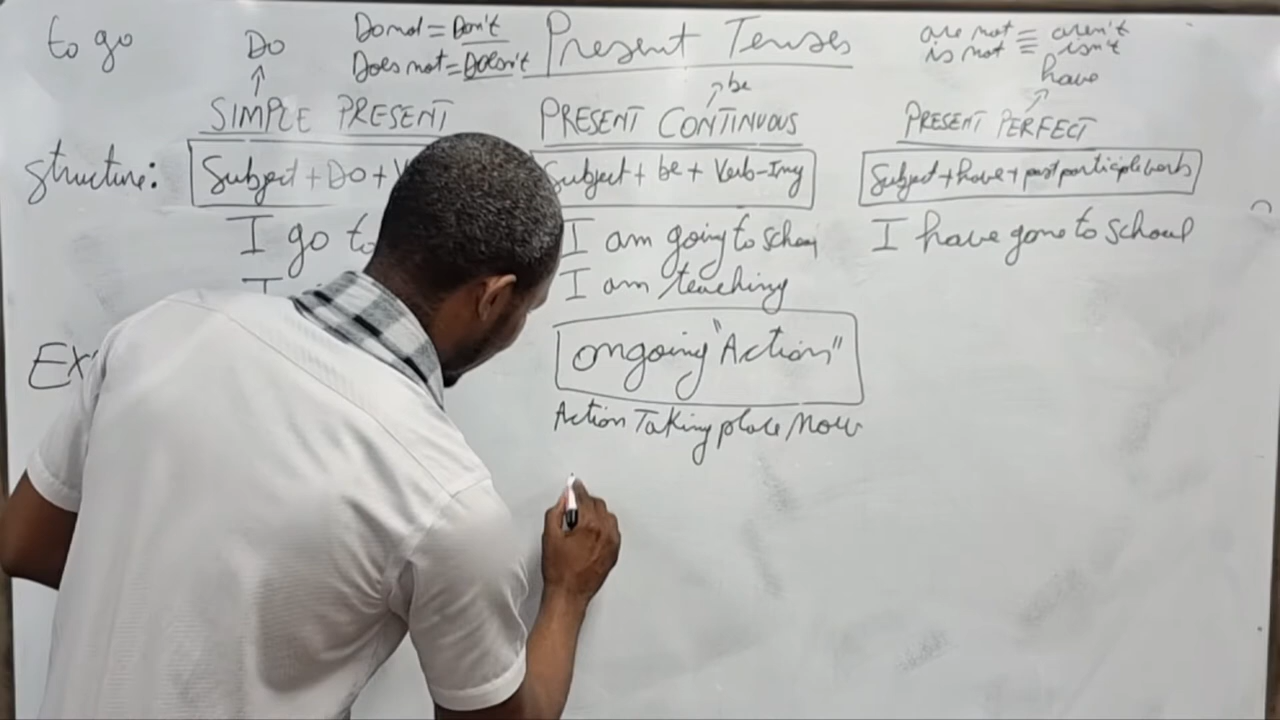 to go
Do
Do not = Don't
Does not = Doesn't
Present Tenses
are not = aren't
is not = isn't
be
have
SIMPLE PRESENT
PRESENT CONTINUOUS
PRESENT PERFECT
Structure:
Subject + Do + V
Subject + be + Verb-Ing
Subject + have + past participle verb
I go to
I am going to school
I have gone to school
I
I am teaching
EX
Ongoing "Action"
Action Taking place Now